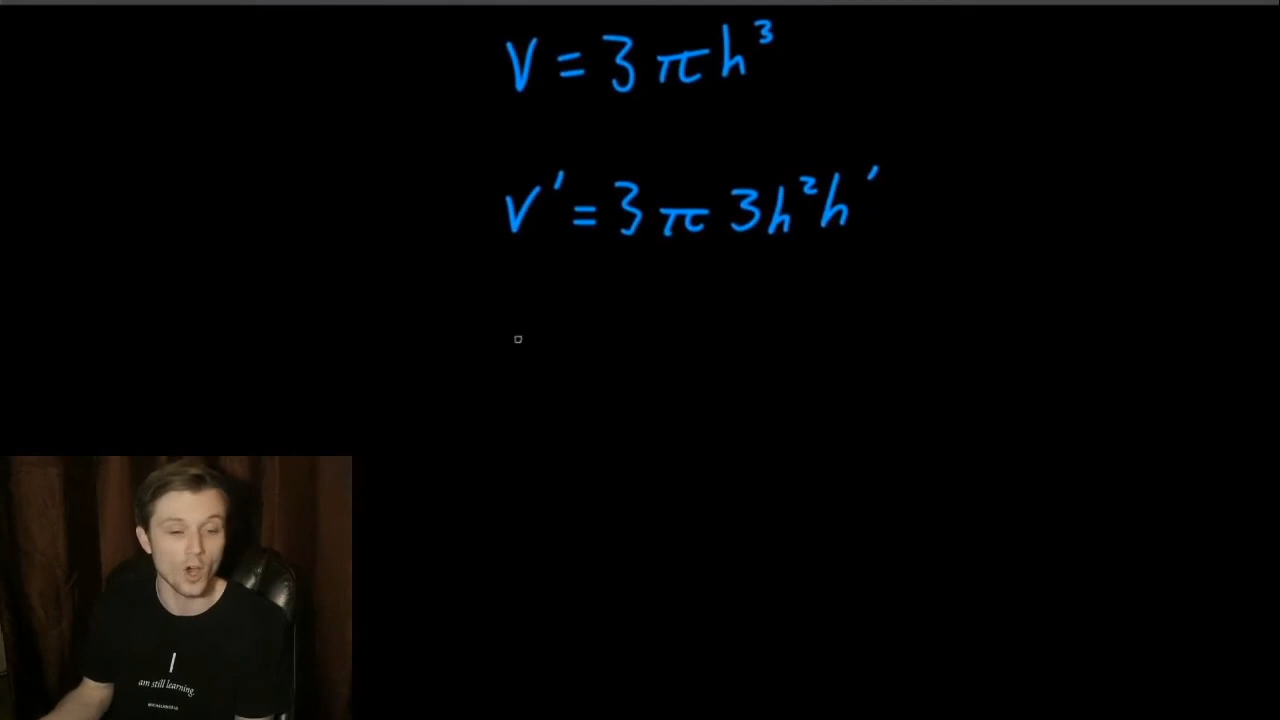 V = 3πh³
V' = 3π 3h²h'
I
am still learning.